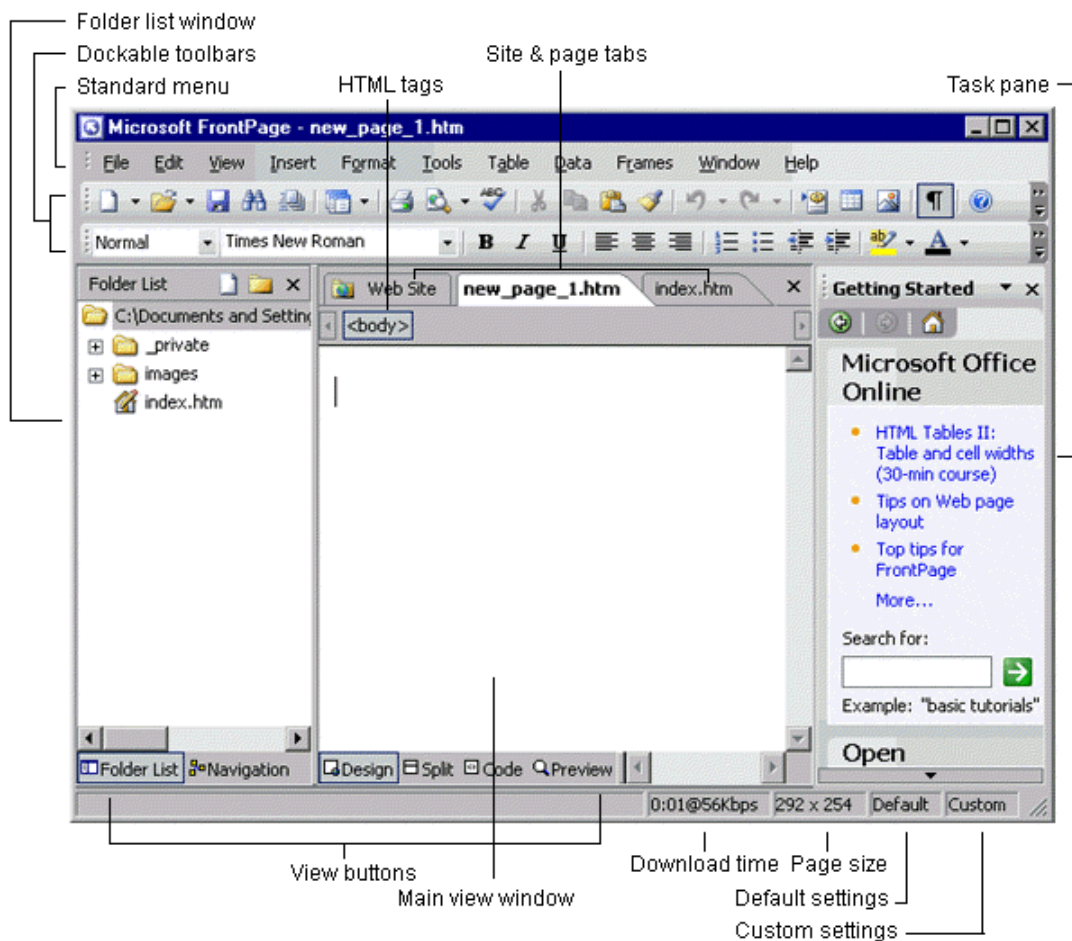 Folder list window
Dockable toolbars
Site & page tabs
Standard menu
HTML tags
Task pane
Microsoft FrontPage - new_page_1.htm
File Edit View Insert Format Tools Table Data Frames Window Help
ABC
Normal
Times New Roman
B I U
ab
A
Folder List
Web Site
new_page_1.htm
index.htm
Getting Started
C:\Documents and Setting
<body>
_private
images
index.htm
Microsoft Office
Online
HTML Tables II:
Table and cell widths
(30-min course)
Tips on Web page
layout
Top tips for
FrontPage
More...
Search for:
Example: "basic tutorials"
Open
Folder List
Navigation
Design
Split
Code
Preview
0:01@56Kbps
292 x 254
Default
Custom
View buttons
Main view window
Download time
Page size
Default settings
Custom settings